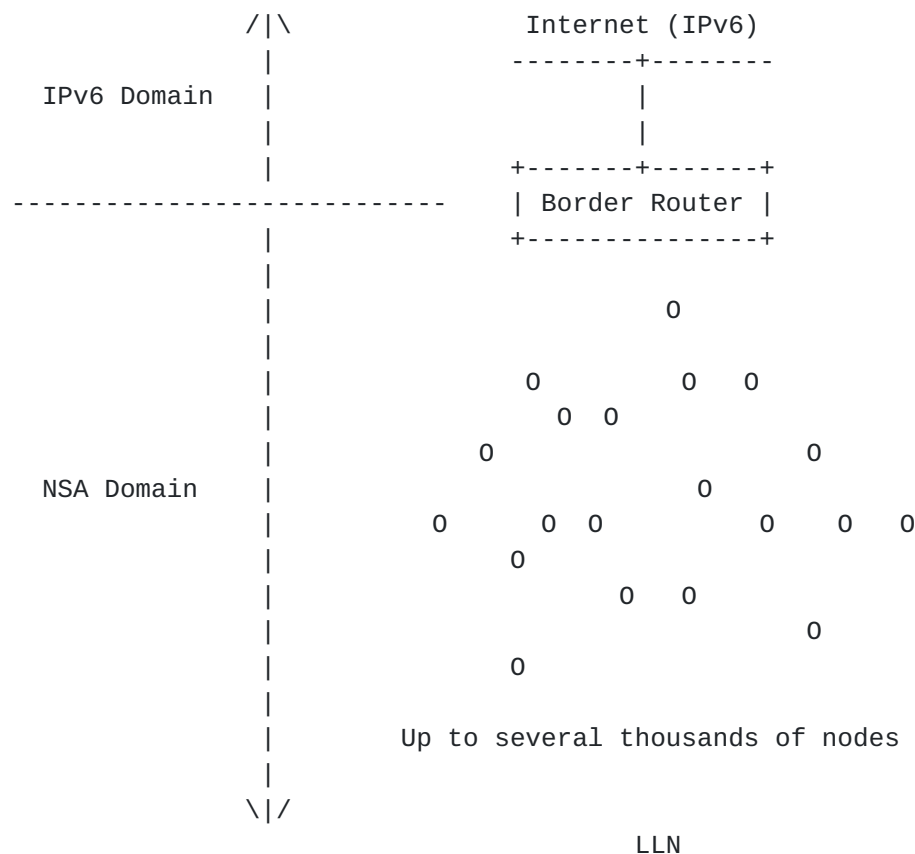 /|\ Internet (IPv6)
| --------+--------
IPv6 Domain | |
| |
| +-------+-------+
---------------------------- | Border Router |
| +---------------+
|
| O
|
| O O O
| O O
| O O
NSA Domain | O
| O O O O O O
| O
| O O
| O
| O
|
| Up to several thousands of nodes
|
\|/
LLN